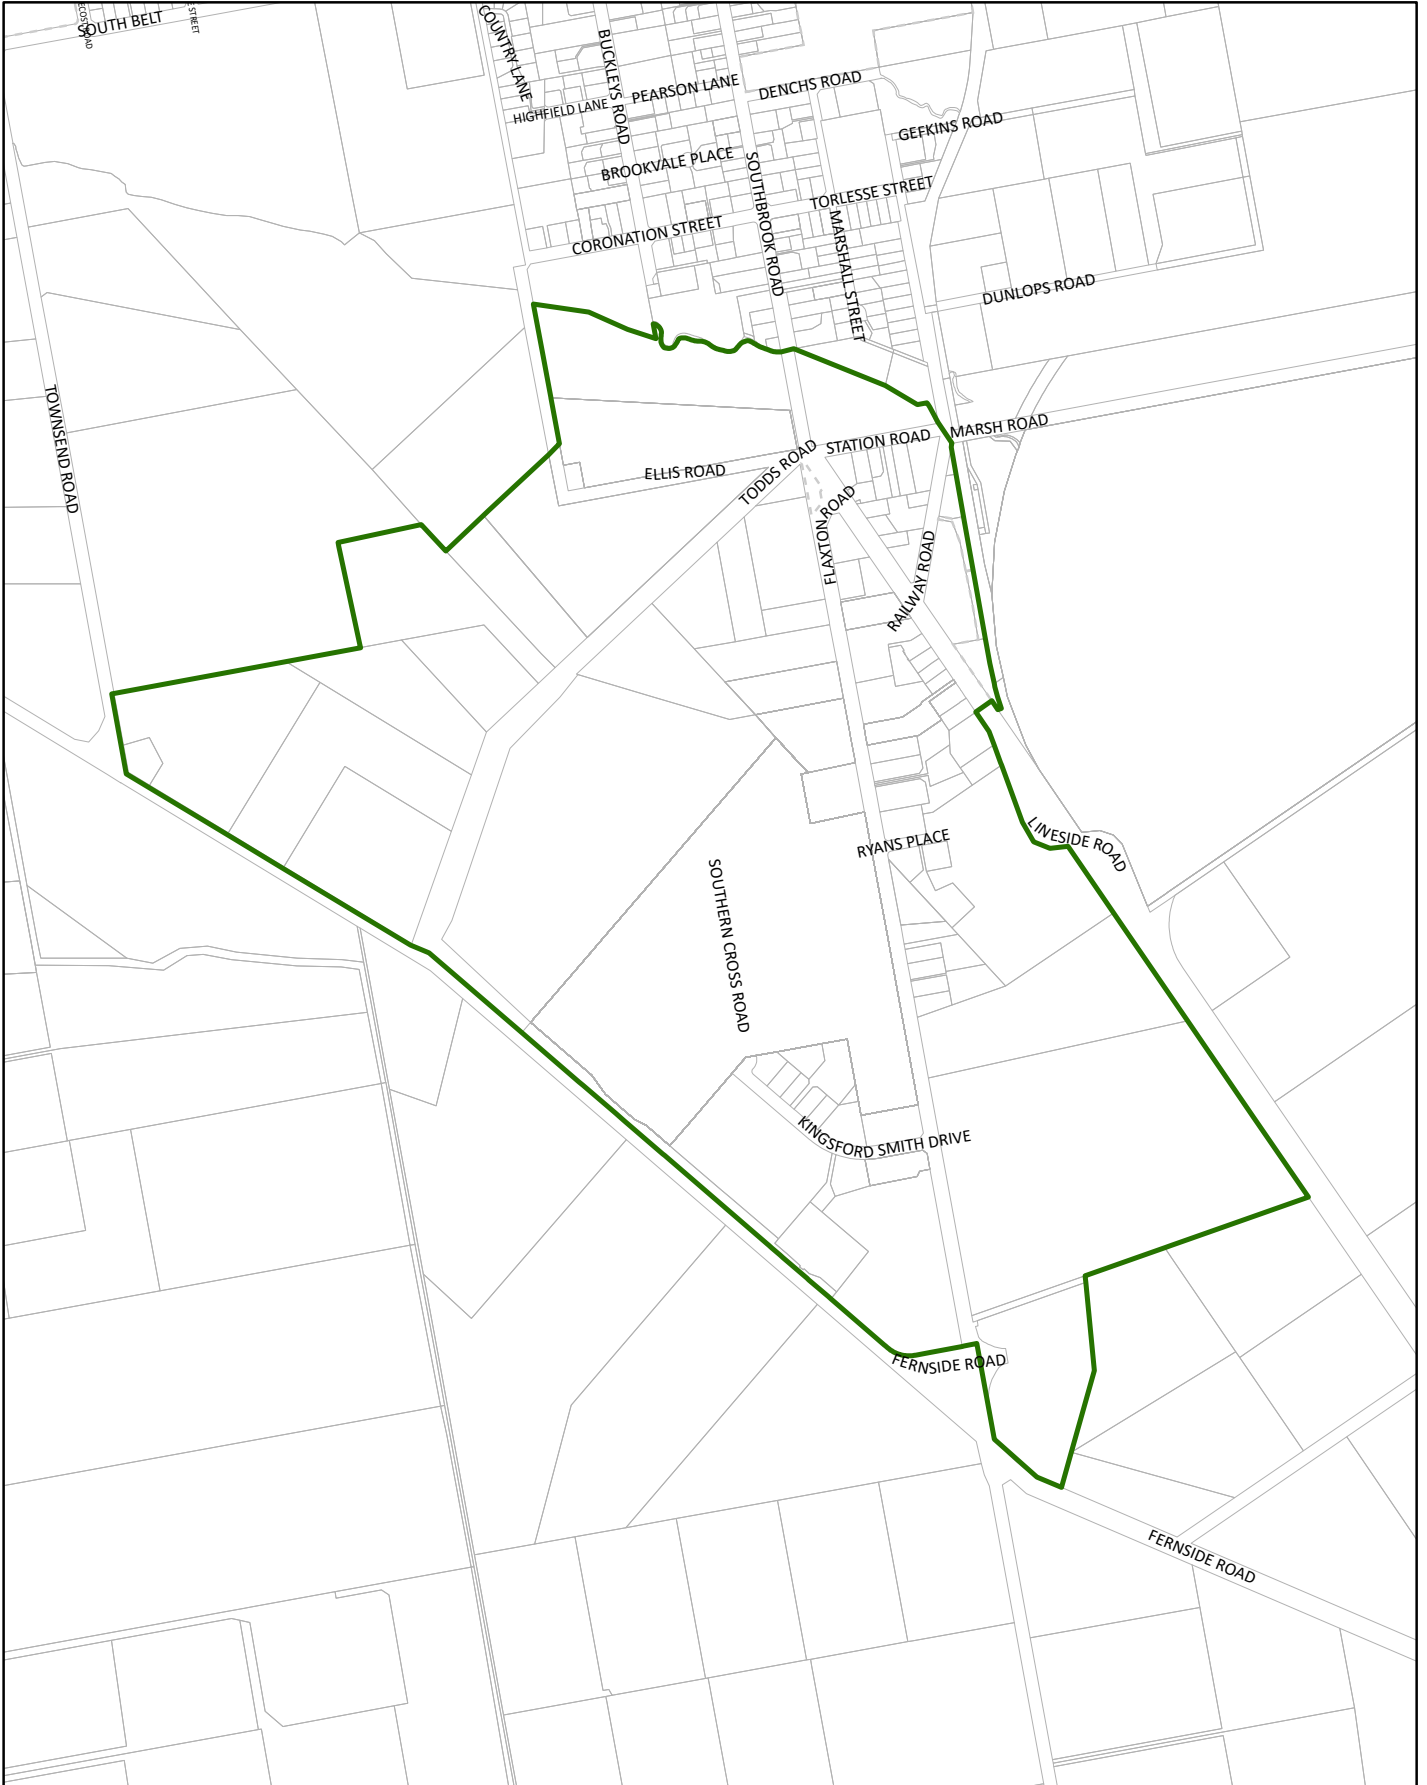 SOUTH BELT
COUNTRY LANE
BUCKLEYS ROAD
PEARSON LANE
DENCHS ROAD
HIGHFIELD LANE
GEFKINS ROAD
BROOKVALE PLACE
SOUTHBROOK ROAD
TORLESSE STREET
MARSHALL STREET
CORONATION STREET
DUNLOPS ROAD
TOWNSEND ROAD
MARSH ROAD
STATION ROAD
TODDS ROAD
ELLIS ROAD
FLAXTON
ROAD
RAILWAY ROAD
LINESIDE ROAD
RYANS PLACE
SOUTHERN CROSS ROAD
KINGSFORD SMITH DRIVE
FERNSIDE ROAD
FERNSIDE ROAD